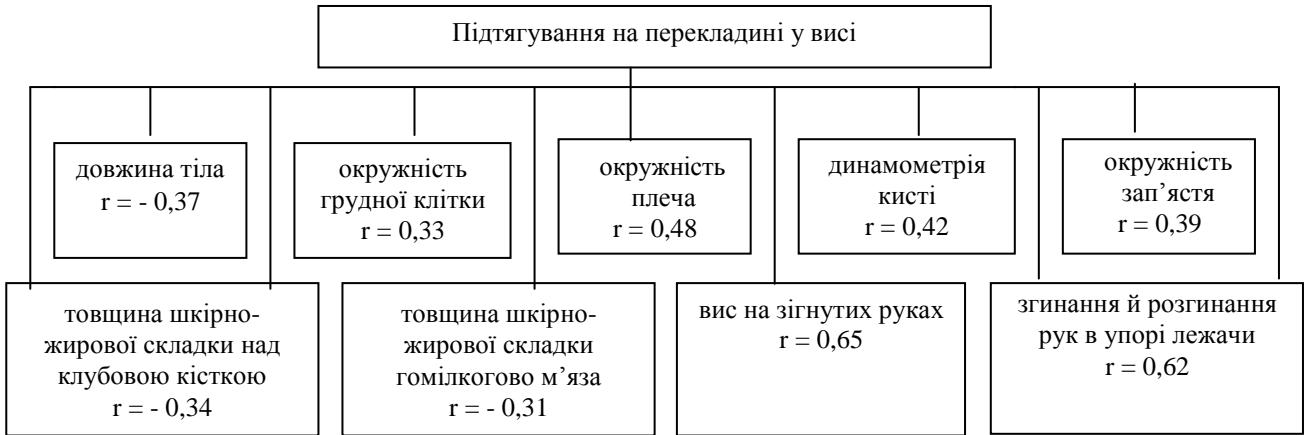 Підтягування на перекладині у висі
довжина тіла
r = - 0,37
окружність
грудної клітки
r = 0,33
окружність
плеча
r = 0,48
динамометрія
кисті
r = 0,42
окружність
зап’ястя
r = 0,39
товщина шкірно-
жирової складки над
клубовою кісткою
r = - 0,34
товщина шкірно-
жирової складки
гомілкогово м’яза
r = - 0,31
вис на зігнутих руках
r = 0,65
згинання й розгинання
рук в упорі лежачи
r = 0,62